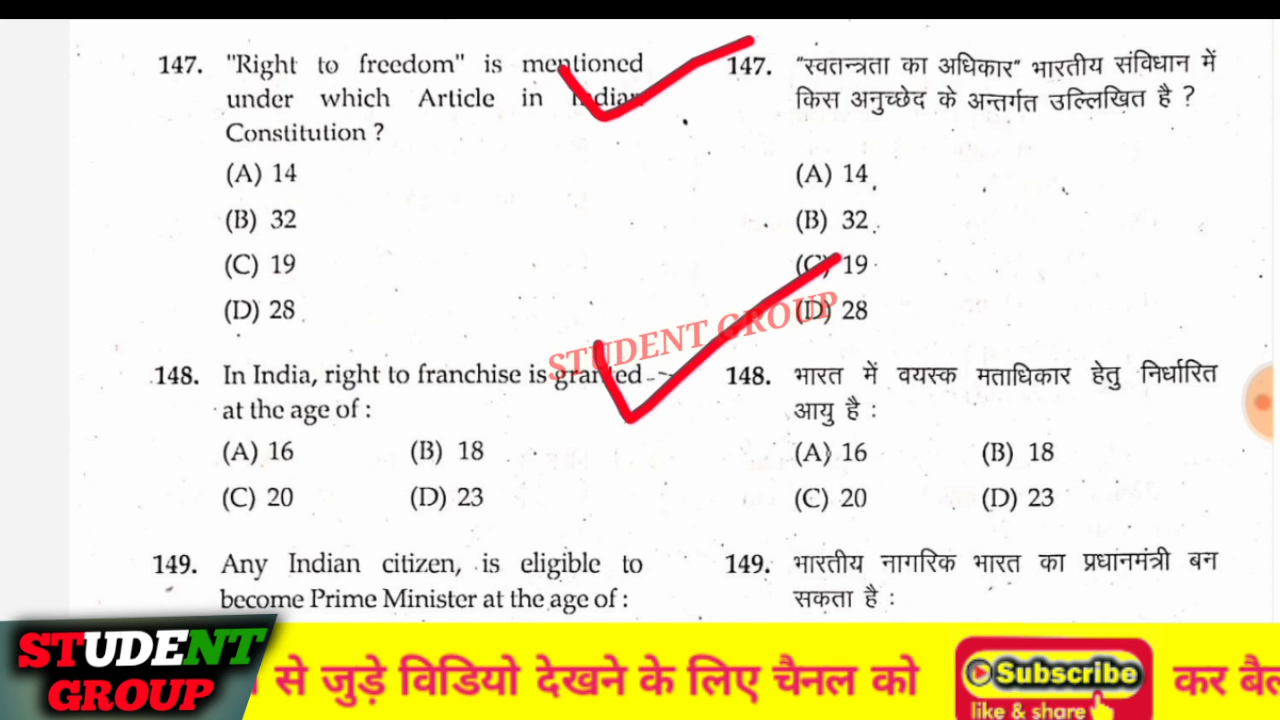 147. "Right to freedom" is mentioned
under which Article in Indian
Constitution ?
(A) 14
(B) 32
(C) 19
(D) 28
148. In India, right to franchise is granted
at the age of :
(A) 16 (B) 18
(C) 20 (D) 23
149. Any Indian citizen, is eligible to
become Prime Minister at the age of :
147. "स्वतन्त्रता का अधिकार" भारतीय संविधान में
किस अनुच्छेद के अन्तर्गत उल्लिखित है ?
(A) 14
(B) 32
(C) 19
(D) 28
148. भारत में वयस्क मताधिकार हेतु निर्धारित
आयु है :
(A) 16 (B) 18
(C) 20 (D) 23
149. भारतीय नागरिक भारत का प्रधानमंत्री बन
सकता है :
STUDENT GROUP
STUDENT
GROUP
से जुड़े विडियो देखने के लिए चैनल को
Subscribe
like & share
कर